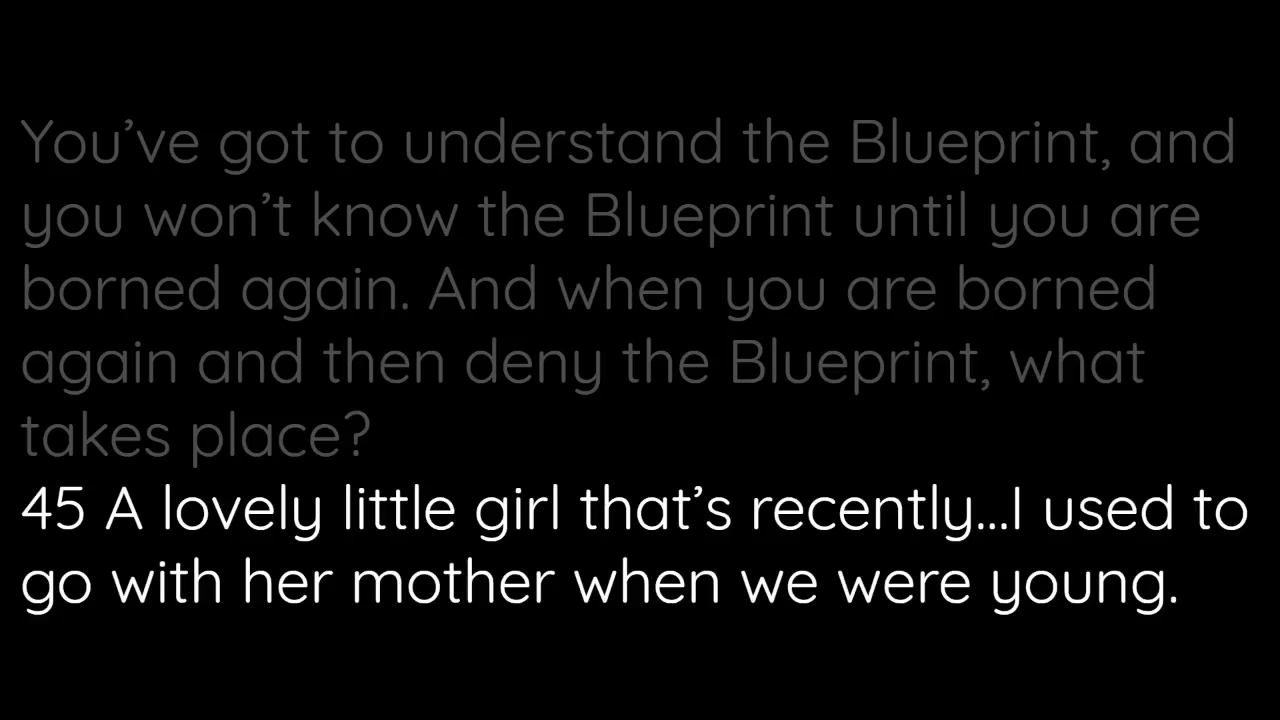 You’ve got to understand the Blueprint, and
you won’t know the Blueprint until you are
borned again. And when you are borned
again and then deny the Blueprint, what
takes place?
45 A lovely little girl that’s recently...I used to
go with her mother when we were young.